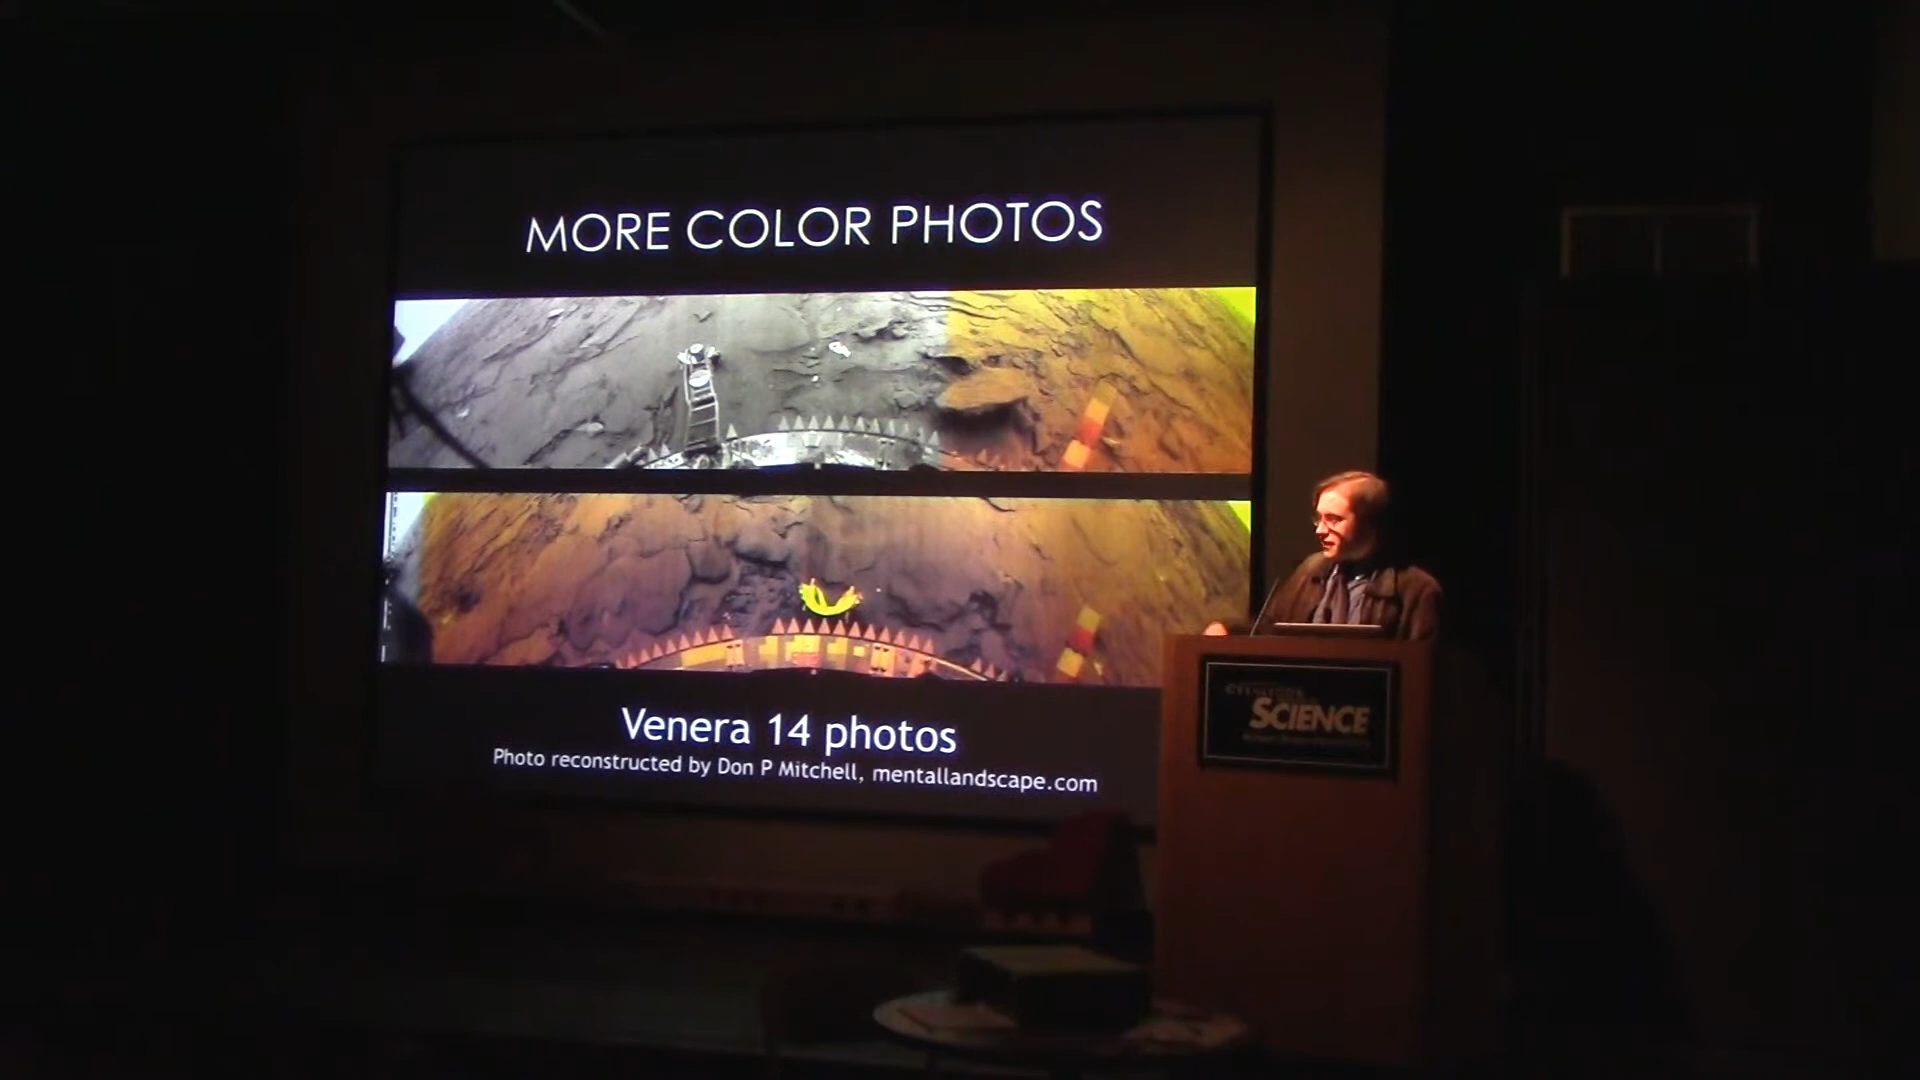 MORE COLOR PHOTOS
Venera 14 photos
Photo reconstructed by Don P Mitchell, mentallandscape.com
SCIENCE